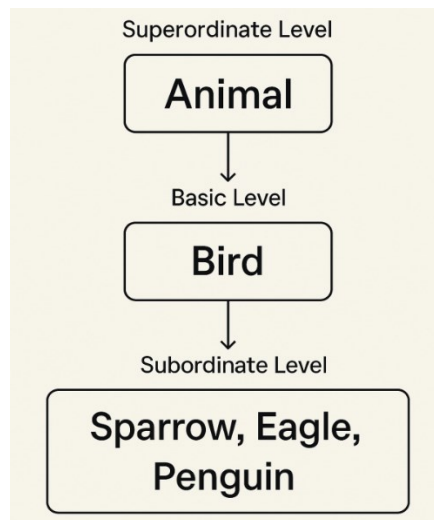 Superordinate Level
Animal
Basic Level
Bird
Subordinate Level
Sparrow, Eagle,
Penguin